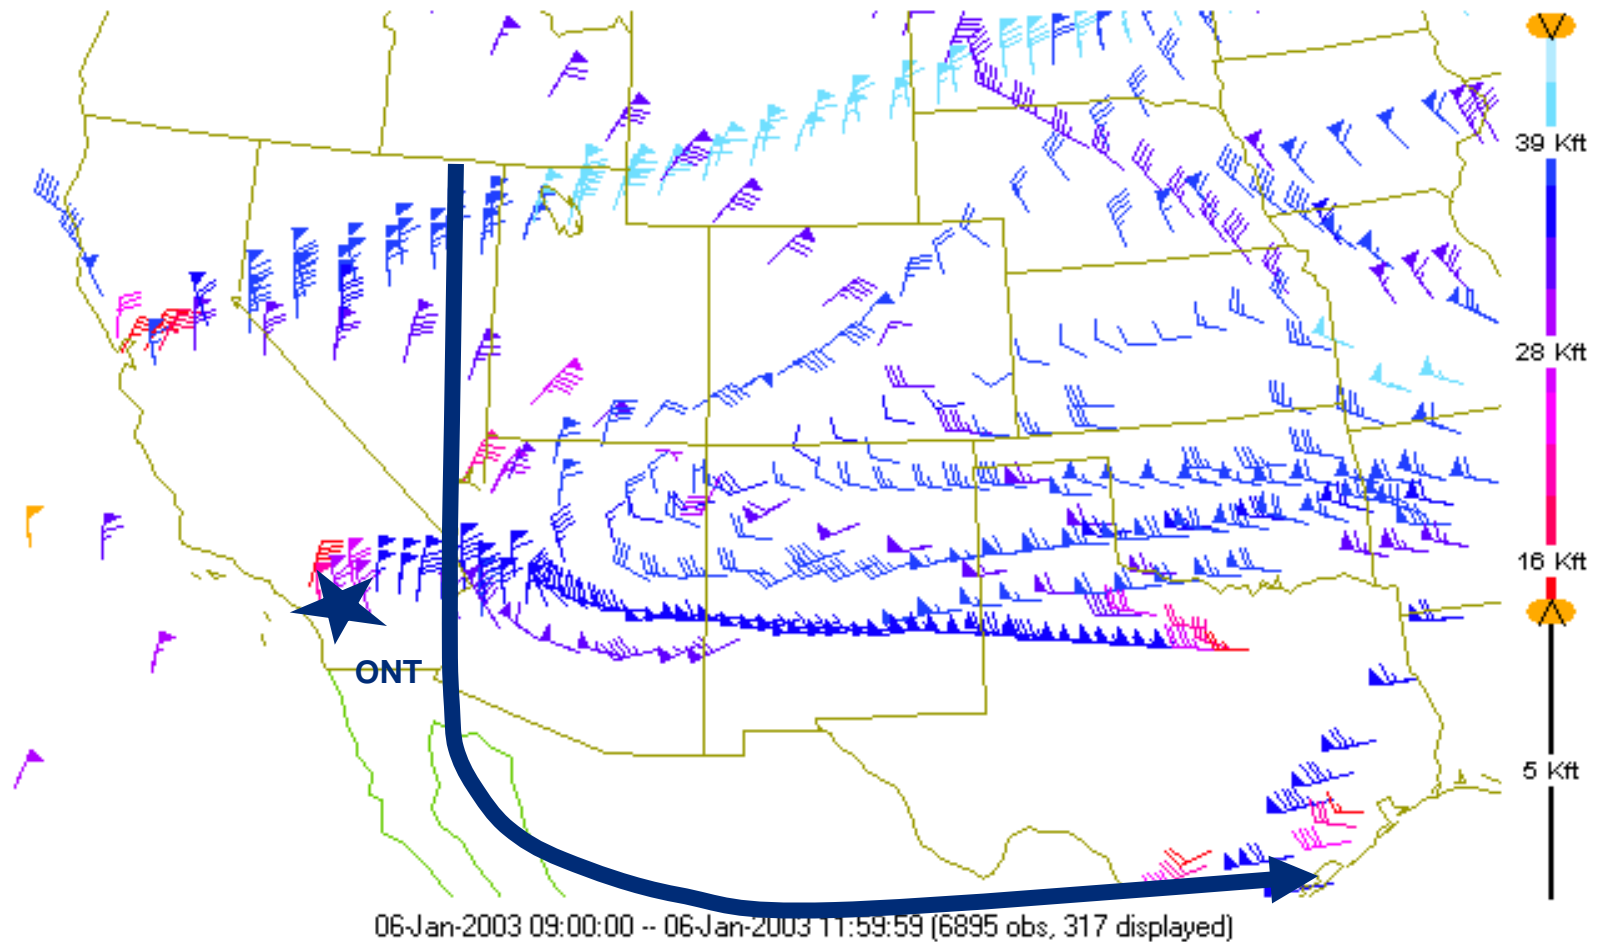 39 Kft
28 Kft
16 Kft
ONT
5 Kft
06-Jan-2003 09:00:00 -- 06-Jan-2003 11:59:59 (6895 obs, 317 displayed)